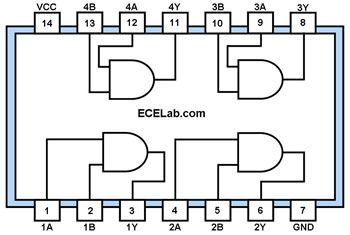 VCC 4B 4A 4Y 3B 3A 3Y
14 13 12 11 10 9 8
ECELab.com
1 2 3 4 5 6 7
1A 1B 1Y 2A 2B 2Y GND